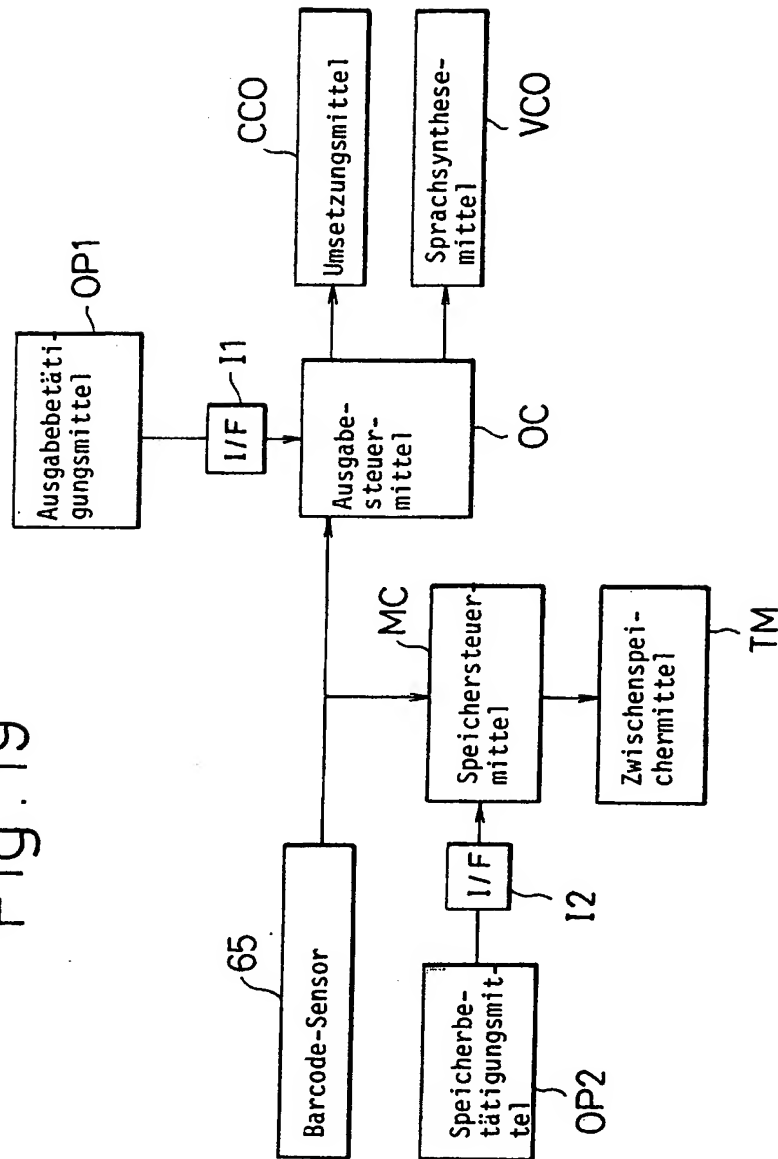 Fig. 19
65
Barcode-Sensor
OP1
Ausgabebetäti-
gungsmittel
I1
I/F
Ausgabe-
steuer-
mittel
OC
CCO
Umsetzungsmittel
Sprachsynthese-
mittel
VCO
MC
Speichersteuer-
mittel
Zwischenspei-
chermittel
TM
I/F
I2
Speicherbe-
tätigungsmit-
tel
OP2